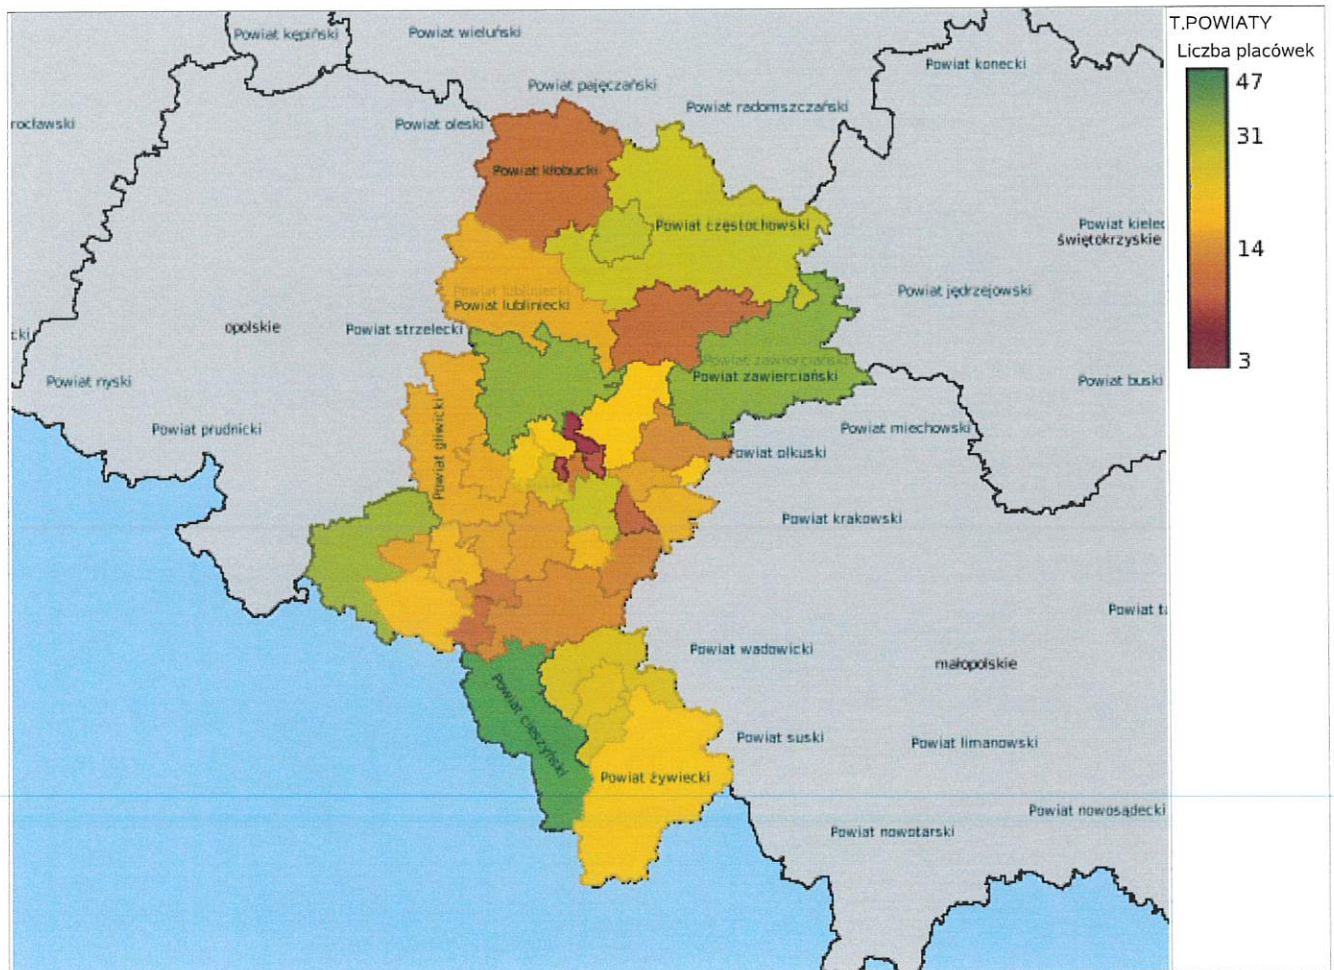 T.POWIATY
Liczba placówek
47
31
14
3
Powiat kępiński
Powiat wieluński
Powiat konecki
Powiat pajęczański
Powiat radomszczański
rocławski
Powiat oleski
Powiat kłobucki
Powiat częstochowski
Powiat kielec
świętokrzyskie
Powiat lubliniecki
Powiat lubliniecki
Powiat jędrzejowski
opolskie
Powiat strzelecki
cki
Powiat zawierciański
Powiat zawierciański
Powiat nyski
Powiat buski
Powiat gliwicki
Powiat prudnicki
Powiat miechowski
Powiat olkuski
Powiat krakowski
Powiat ta
Powiat wadowicki
małopolskie
Powiat cieszyński
Powiat suski
Powiat limanowski
Powiat żywiecki
Powiat nowosądecki
Powiat nowotarski